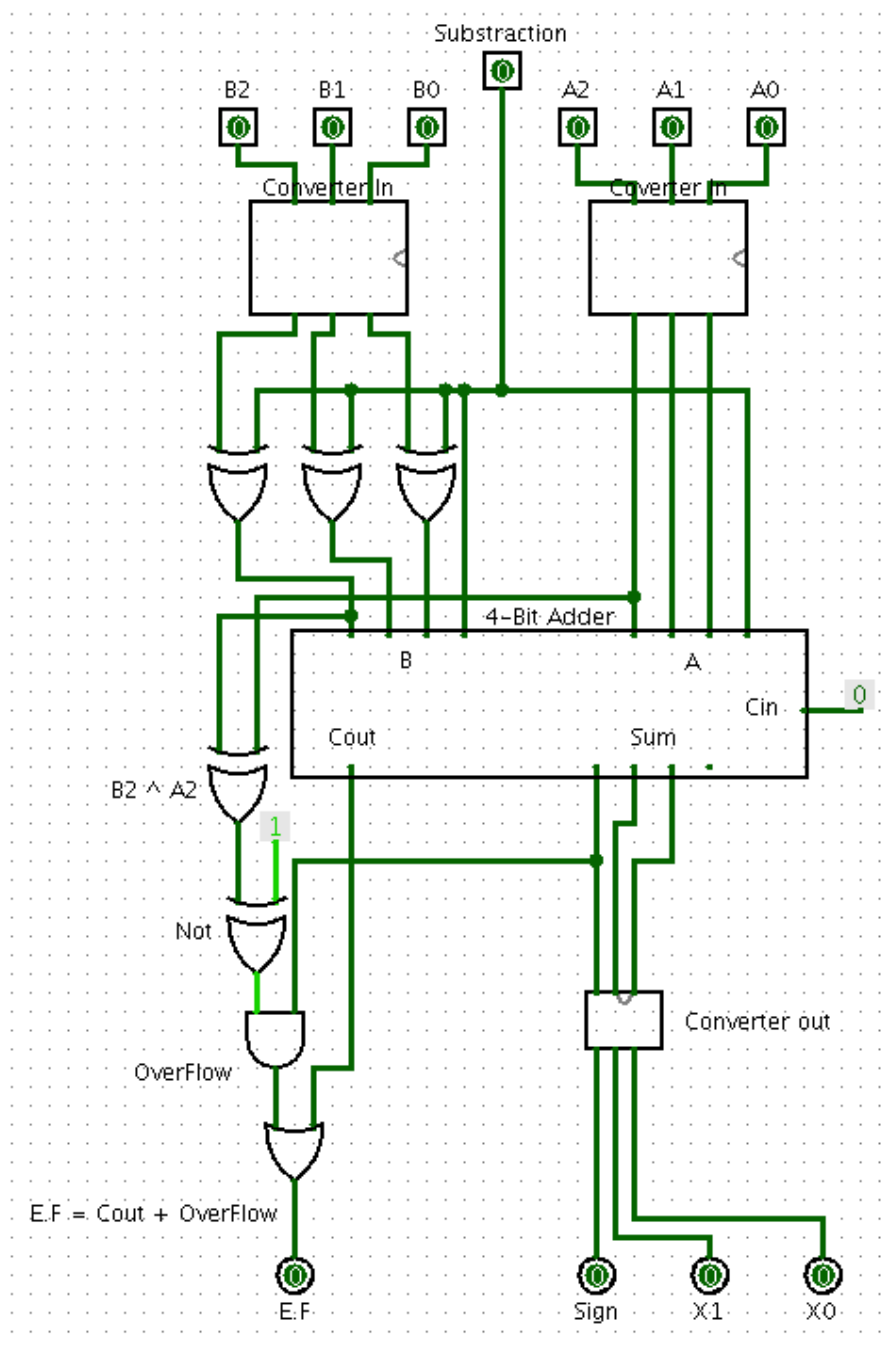 Substraction
B2 B1 B0 A2 A1 A0
0 0 0 0 0 0 0
Converter In Coverter In
4-Bit Adder
B A
Cin 0
Cout Sum
B2 ^ A2
1
Not
Converter out
OverFlow
E.F = Cout + OverFlow
0 0 0 0
E.F Sign X1 X0